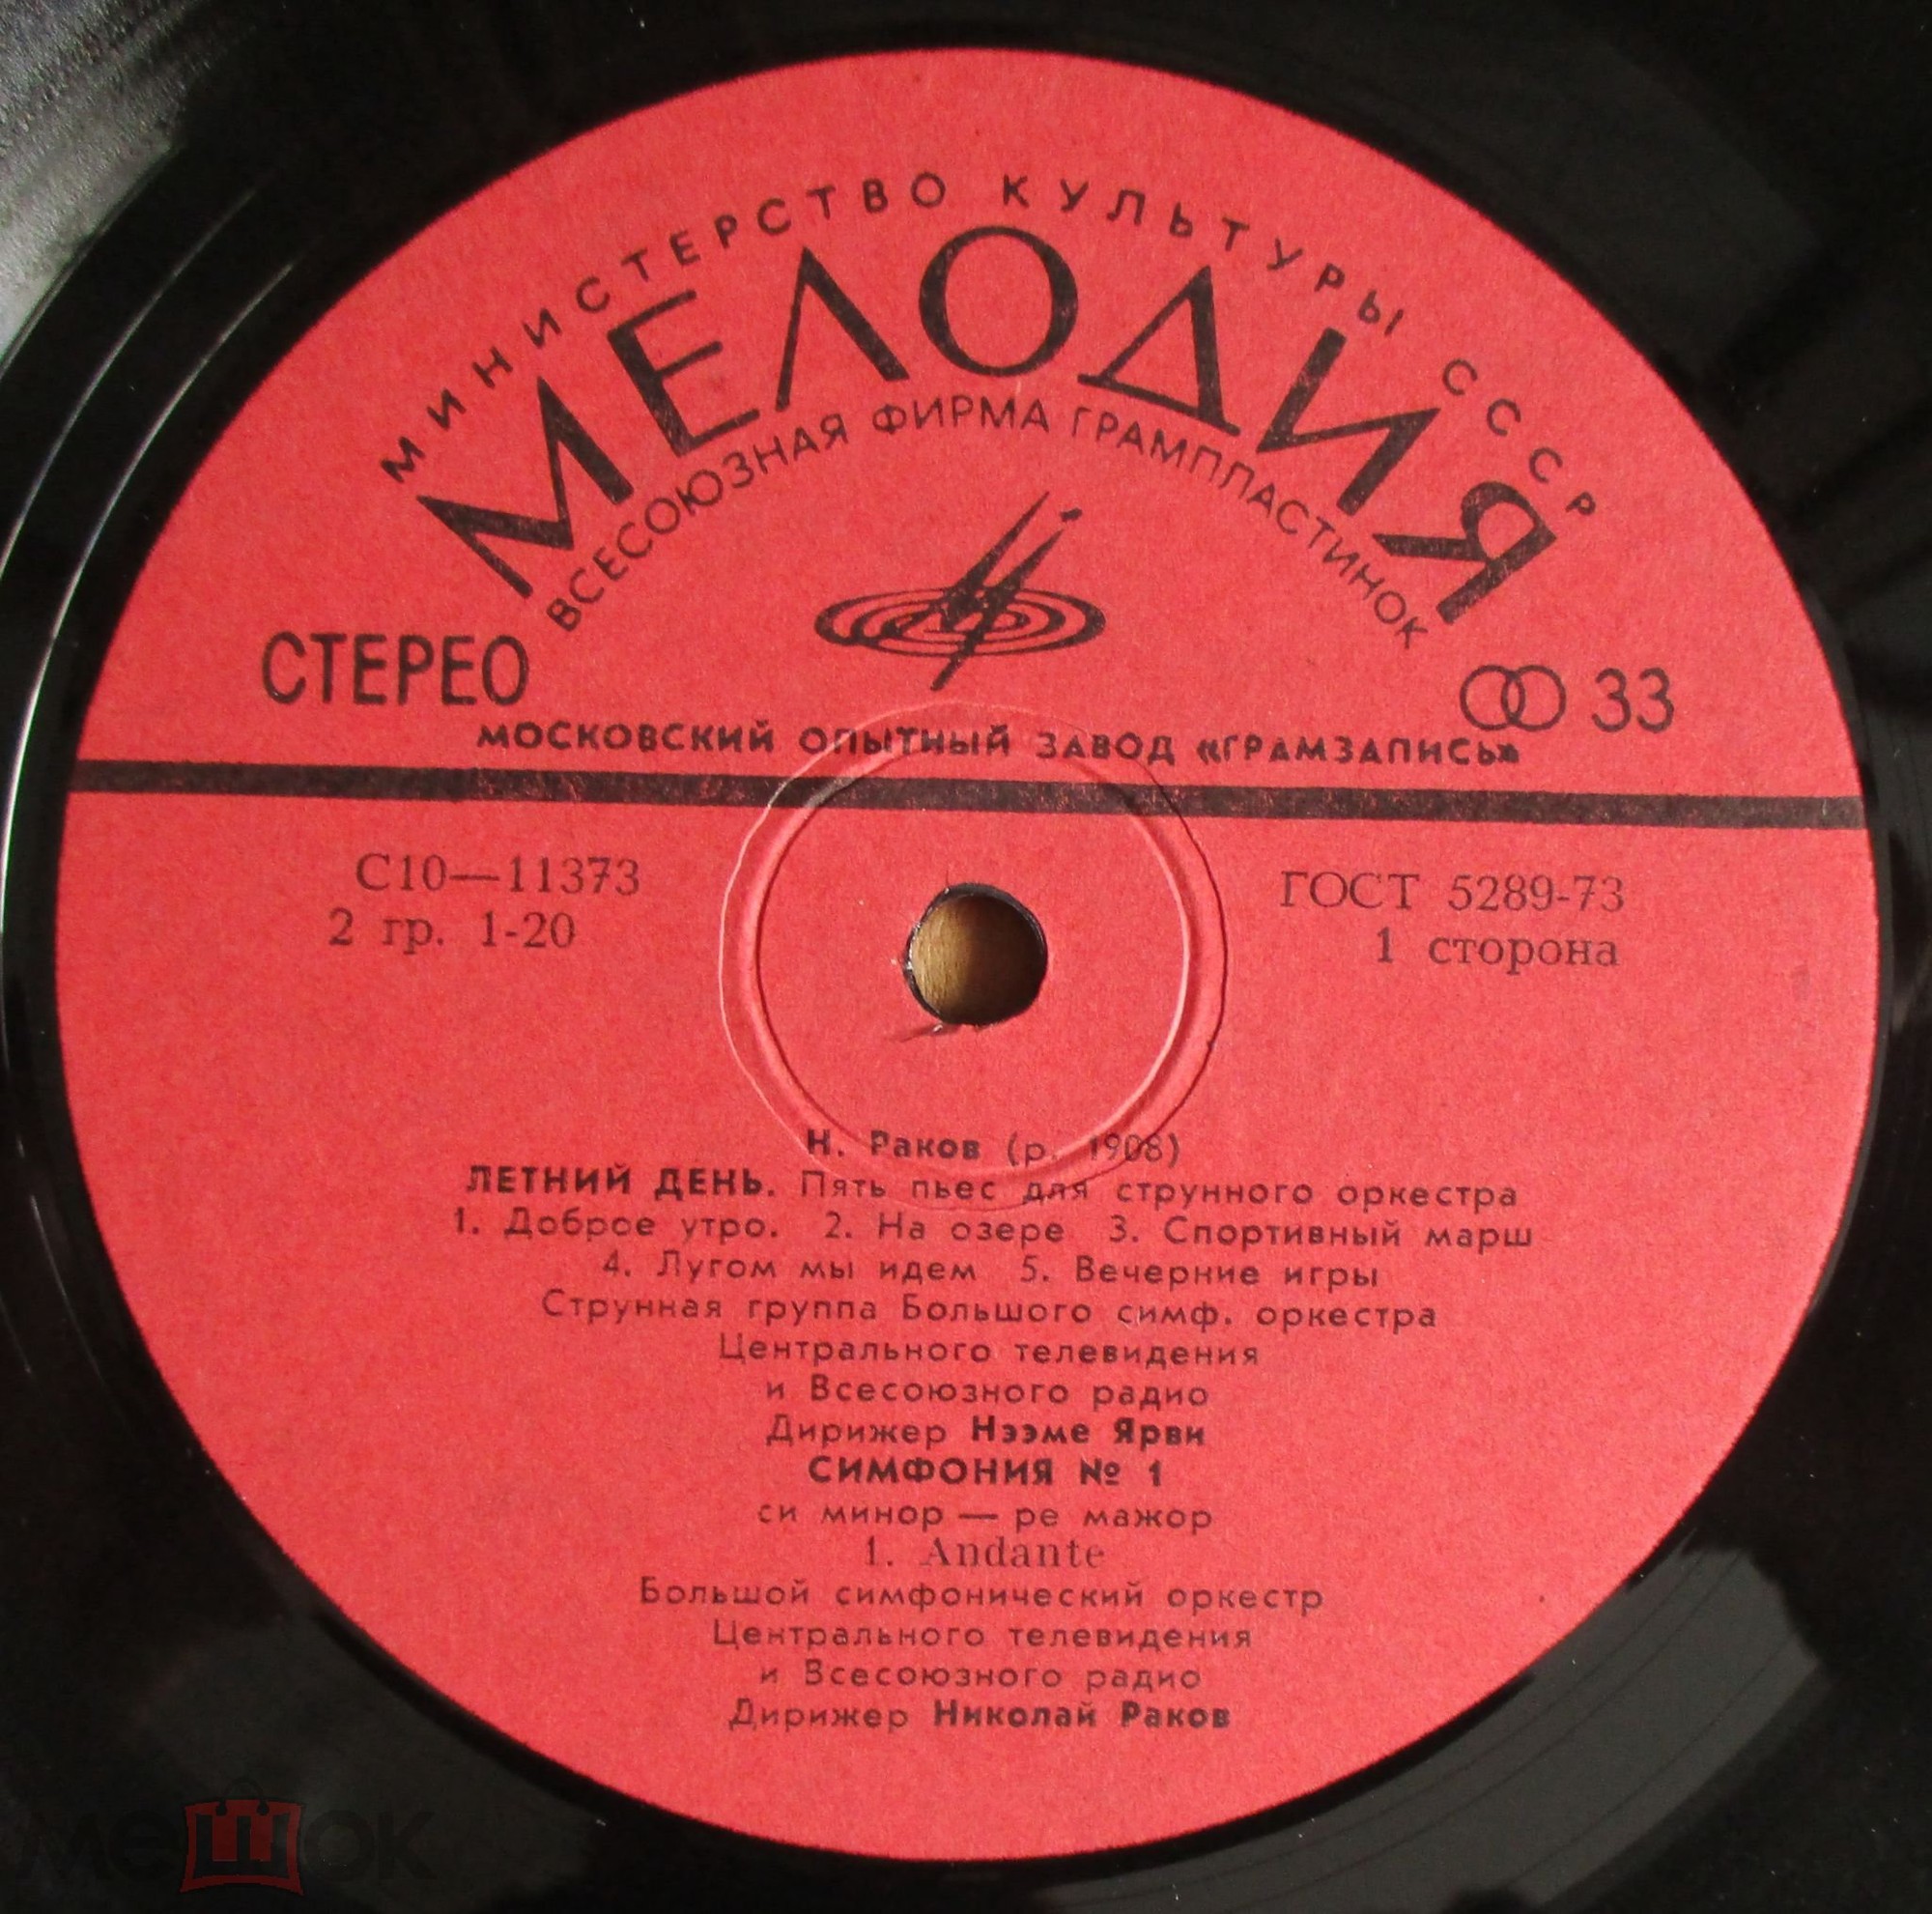 МИНИСТЕРСТВО КУЛЬТУРЫ СССР
МЕЛОДИЯ
ВСЕСОЮЗНАЯ ФИРМА ГРАМПЛАСТИНОК
СТЕРЕО
33
МОСКОВСКИЙ ОПЫТНЫЙ ЗАВОД «ГРАМЗАПИСЬ»
С10—11373
ГОСТ 5289-73
2 гр. 1-20
1 сторона
Н. Раков (р. 1908)
ЛЕТНИЙ ДЕНЬ. Пять пьес для струнного оркестра
1. Доброе утро. 2. На озере 3. Спортивный марш
4. Лугом мы идем 5. Вечерние игры
Струнная группа Большого симф. оркестра
Центрального телевидения
и Всесоюзного радио
Дирижер Нээме Ярви
СИМФОНИЯ № 1
си минор — ре мажор
1. Andante
Большой симфонический оркестр
Центрального телевидения
и Всесоюзного радио
Дирижер Николай Раков
мешок